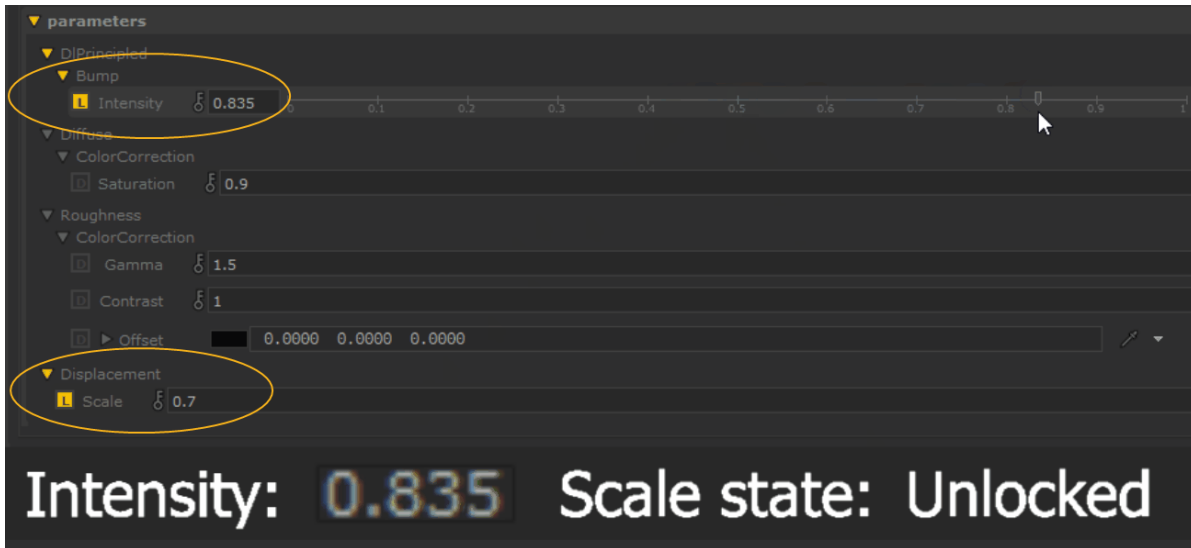 parameters
DlPrincipled
Bump
L Intensity 0.835 0 0.1 0.2 0.3 0.4 0.5 0.6 0.7 0.8 0.9 1
Diffuse
ColorCorrection
D Saturation 0.9
Roughness
ColorCorrection
D Gamma 1.5
D Contrast 1
D Offset 0.0000 0.0000 0.0000
Displacement
L Scale 0.7
Intensity: 0.835 Scale state: Unlocked